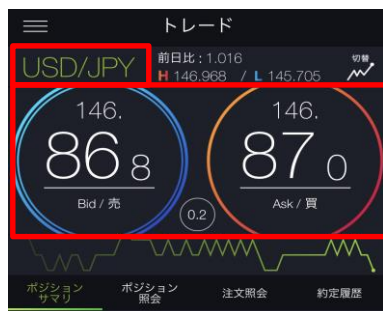 トレード
USD/JPY
前日比 : 1.016
H 146.968 / L 145.705
切替
146.
86 8
Bid / 売
146.
87 0
Ask / 買
0.2
ポジション
サマリ
ポジション
照会
注文照会
約定履歴